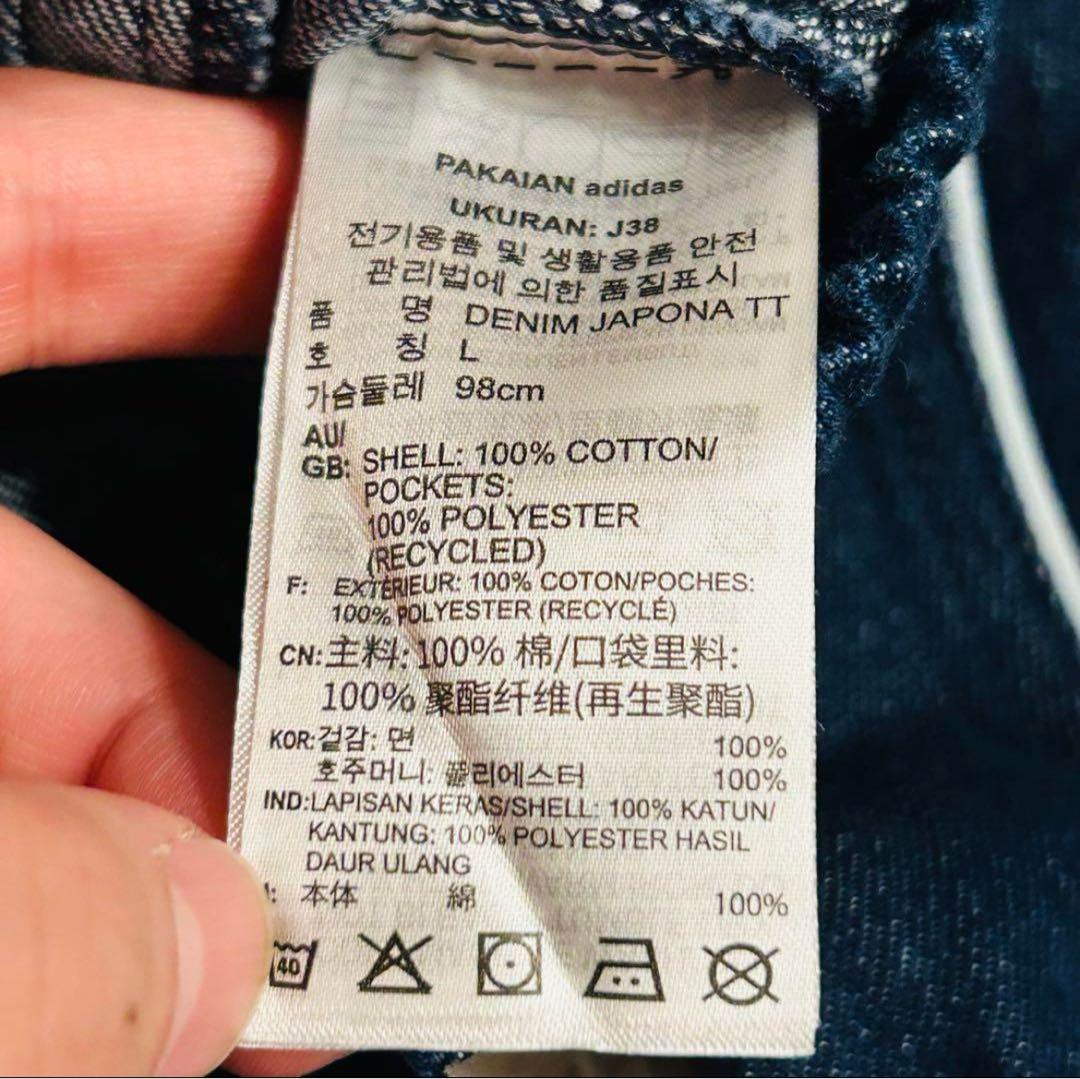 PAKAIAN adidas
UKURAN: J38
전기용품 및 생활용품 안전
관리법에 의한 품질표시
품 명 DENIM JAPONA TT
호 칭 L
가슴둘레 98cm
AU/
GB: SHELL: 100% COTTON/
POCKETS:
100% POLYESTER
(RECYCLED)
F: EXTÉRIEUR: 100% COTON/POCHES:
100% POLYESTER (RECYCLÉ)
CN:主料: 100% 棉/口袋里料:
100% 聚酯纤维(再生聚酯)
KOR:겉감: 면 100%
호주머니: 폴리에스터 100%
IND:LAPISAN KERAS/SHELL: 100% KATUN/
KANTUNG: 100% POLYESTER HASIL
DAUR ULANG
本体 綿 100%
40